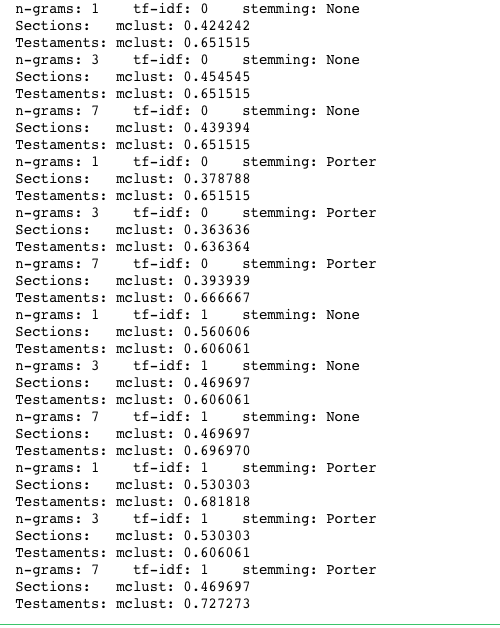 n-grams: 1    tf-idf: 0    stemming: None
Sections:   mclust: 0.424242
Testaments: mclust: 0.651515
n-grams: 3    tf-idf: 0    stemming: None
Sections:   mclust: 0.454545
Testaments: mclust: 0.651515
n-grams: 7    tf-idf: 0    stemming: None
Sections:   mclust: 0.439394
Testaments: mclust: 0.651515
n-grams: 1    tf-idf: 0    stemming: Porter
Sections:   mclust: 0.378788
Testaments: mclust: 0.651515
n-grams: 3    tf-idf: 0    stemming: Porter
Sections:   mclust: 0.363636
Testaments: mclust: 0.636364
n-grams: 7    tf-idf: 0    stemming: Porter
Sections:   mclust: 0.393939
Testaments: mclust: 0.666667
n-grams: 1    tf-idf: 1    stemming: None
Sections:   mclust: 0.560606
Testaments: mclust: 0.606061
n-grams: 3    tf-idf: 1    stemming: None
Sections:   mclust: 0.469697
Testaments: mclust: 0.606061
n-grams: 7    tf-idf: 1    stemming: None
Sections:   mclust: 0.469697
Testaments: mclust: 0.696970
n-grams: 1    tf-idf: 1    stemming: Porter
Sections:   mclust: 0.530303
Testaments: mclust: 0.681818
n-grams: 3    tf-idf: 1    stemming: Porter
Sections:   mclust: 0.530303
Testaments: mclust: 0.606061
n-grams: 7    tf-idf: 1    stemming: Porter
Sections:   mclust: 0.469697
Testaments: mclust: 0.727273